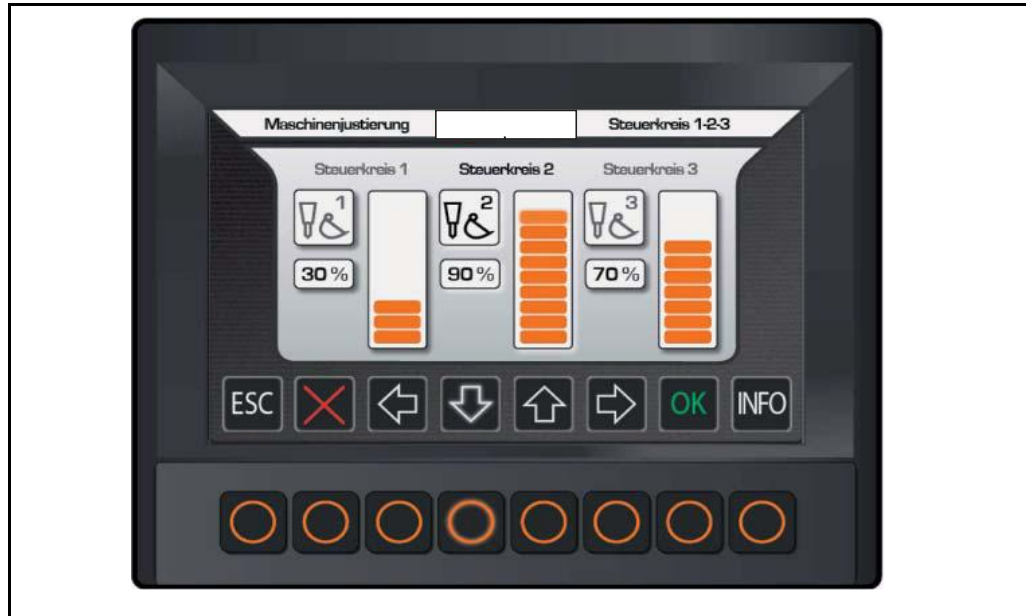 Maschinenjustierung Steuerkreis 1-2-3
Steuerkreis 1 Steuerkreis 2 Steuerkreis 3
1 2 3
30 % 90 % 70 %
ESC OK INFO